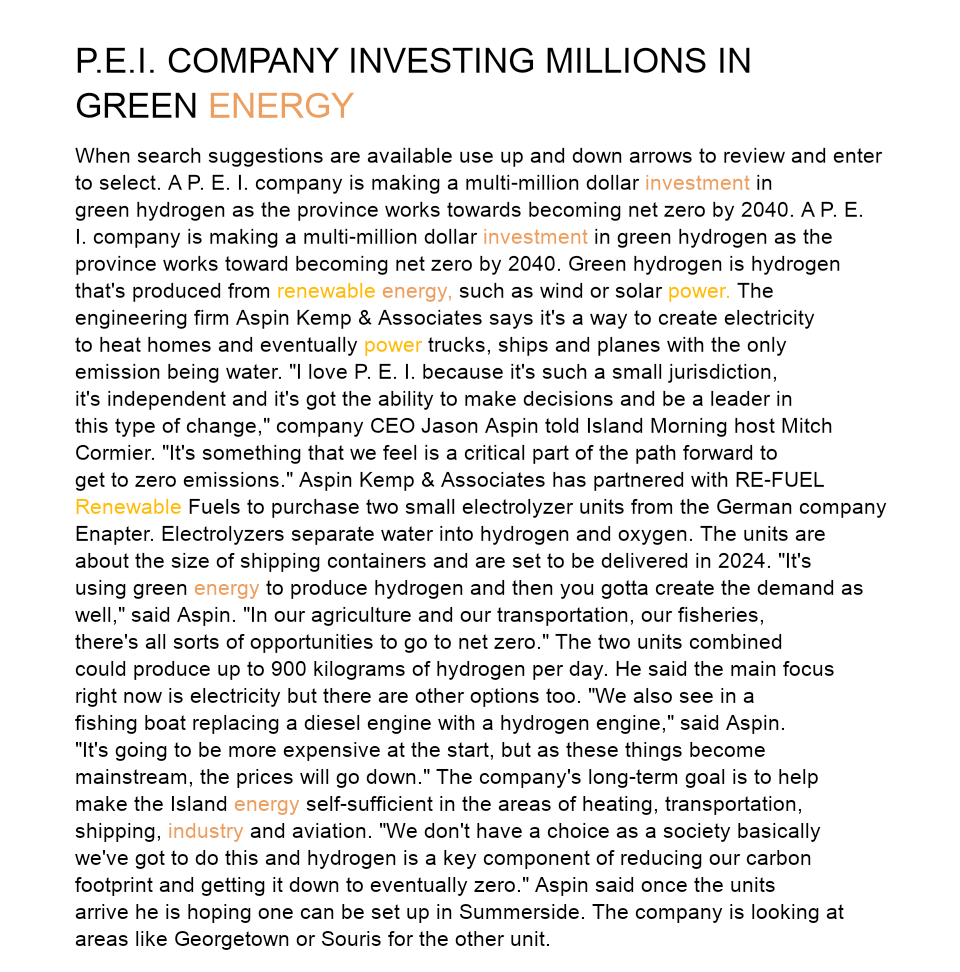 P.E.I. COMPANY INVESTING MILLIONS IN
GREEN ENERGY
When search suggestions are available use up and down arrows to review and enter
to select. A P. E. I. company is making a multi-million dollar investment in
green hydrogen as the province works towards becoming net zero by 2040. A P. E.
I. company is making a multi-million dollar investment in green hydrogen as the
province works toward becoming net zero by 2040. Green hydrogen is hydrogen
that's produced from renewable energy, such as wind or solar power. The
engineering firm Aspin Kemp & Associates says it's a way to create electricity
to heat homes and eventually power trucks, ships and planes with the only
emission being water. "I love P. E. I. because it's such a small jurisdiction,
it's independent and it's got the ability to make decisions and be a leader in
this type of change," company CEO Jason Aspin told Island Morning host Mitch
Cormier. "It's something that we feel is a critical part of the path forward to
get to zero emissions." Aspin Kemp & Associates has partnered with RE-FUEL
Renewable Fuels to purchase two small electrolyzer units from the German company
Enapter. Electrolyzers separate water into hydrogen and oxygen. The units are
about the size of shipping containers and are set to be delivered in 2024. "It's
using green energy to produce hydrogen and then you gotta create the demand as
well," said Aspin. "In our agriculture and our transportation, our fisheries,
there's all sorts of opportunities to go to net zero." The two units combined
could produce up to 900 kilograms of hydrogen per day. He said the main focus
right now is electricity but there are other options too. "We also see in a
fishing boat replacing a diesel engine with a hydrogen engine," said Aspin.
"It's going to be more expensive at the start, but as these things become
mainstream, the prices will go down." The company's long-term goal is to help
make the Island energy self-sufficient in the areas of heating, transportation,
shipping, industry and aviation. "We don't have a choice as a society basically
we've got to do this and hydrogen is a key component of reducing our carbon
footprint and getting it down to eventually zero." Aspin said once the units
arrive he is hoping one can be set up in Summerside. The company is looking at
areas like Georgetown or Souris for the other unit.